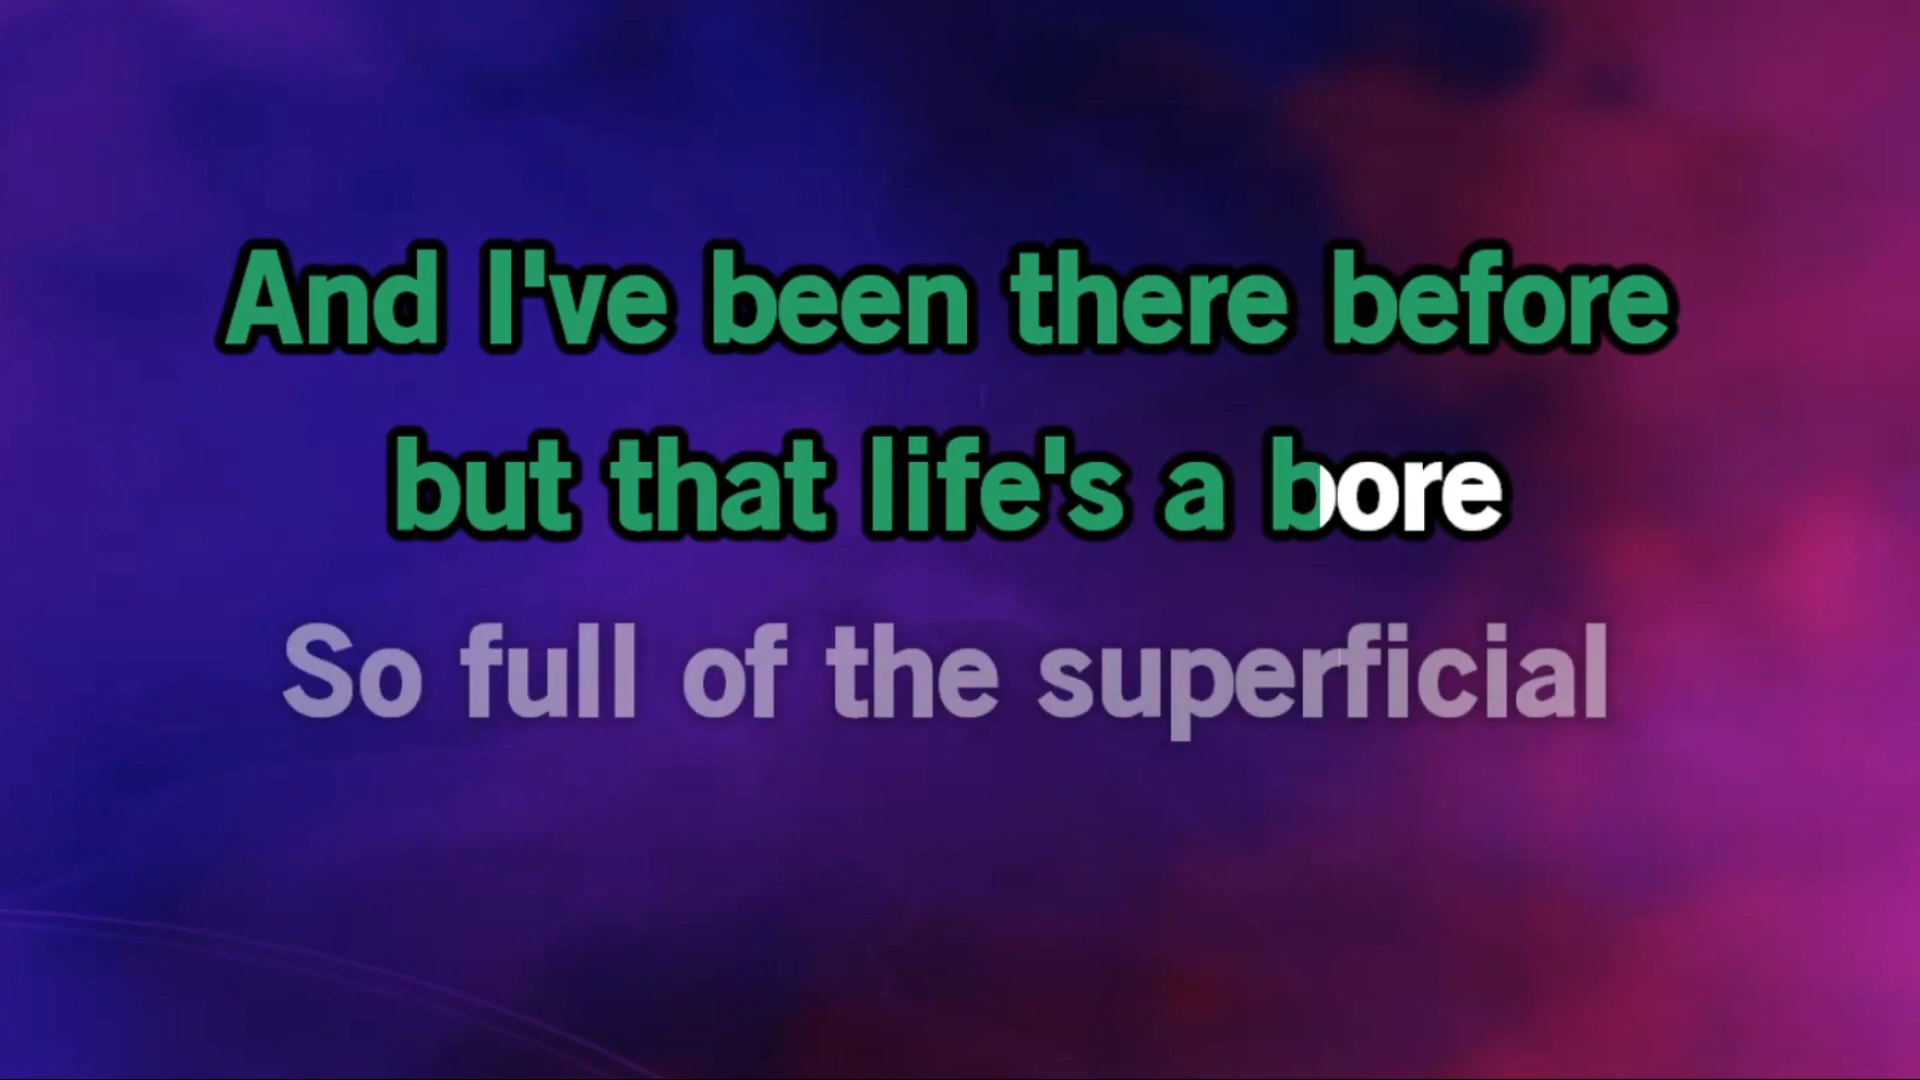 And I've been there before
but that life's a bore
So full of the superficial